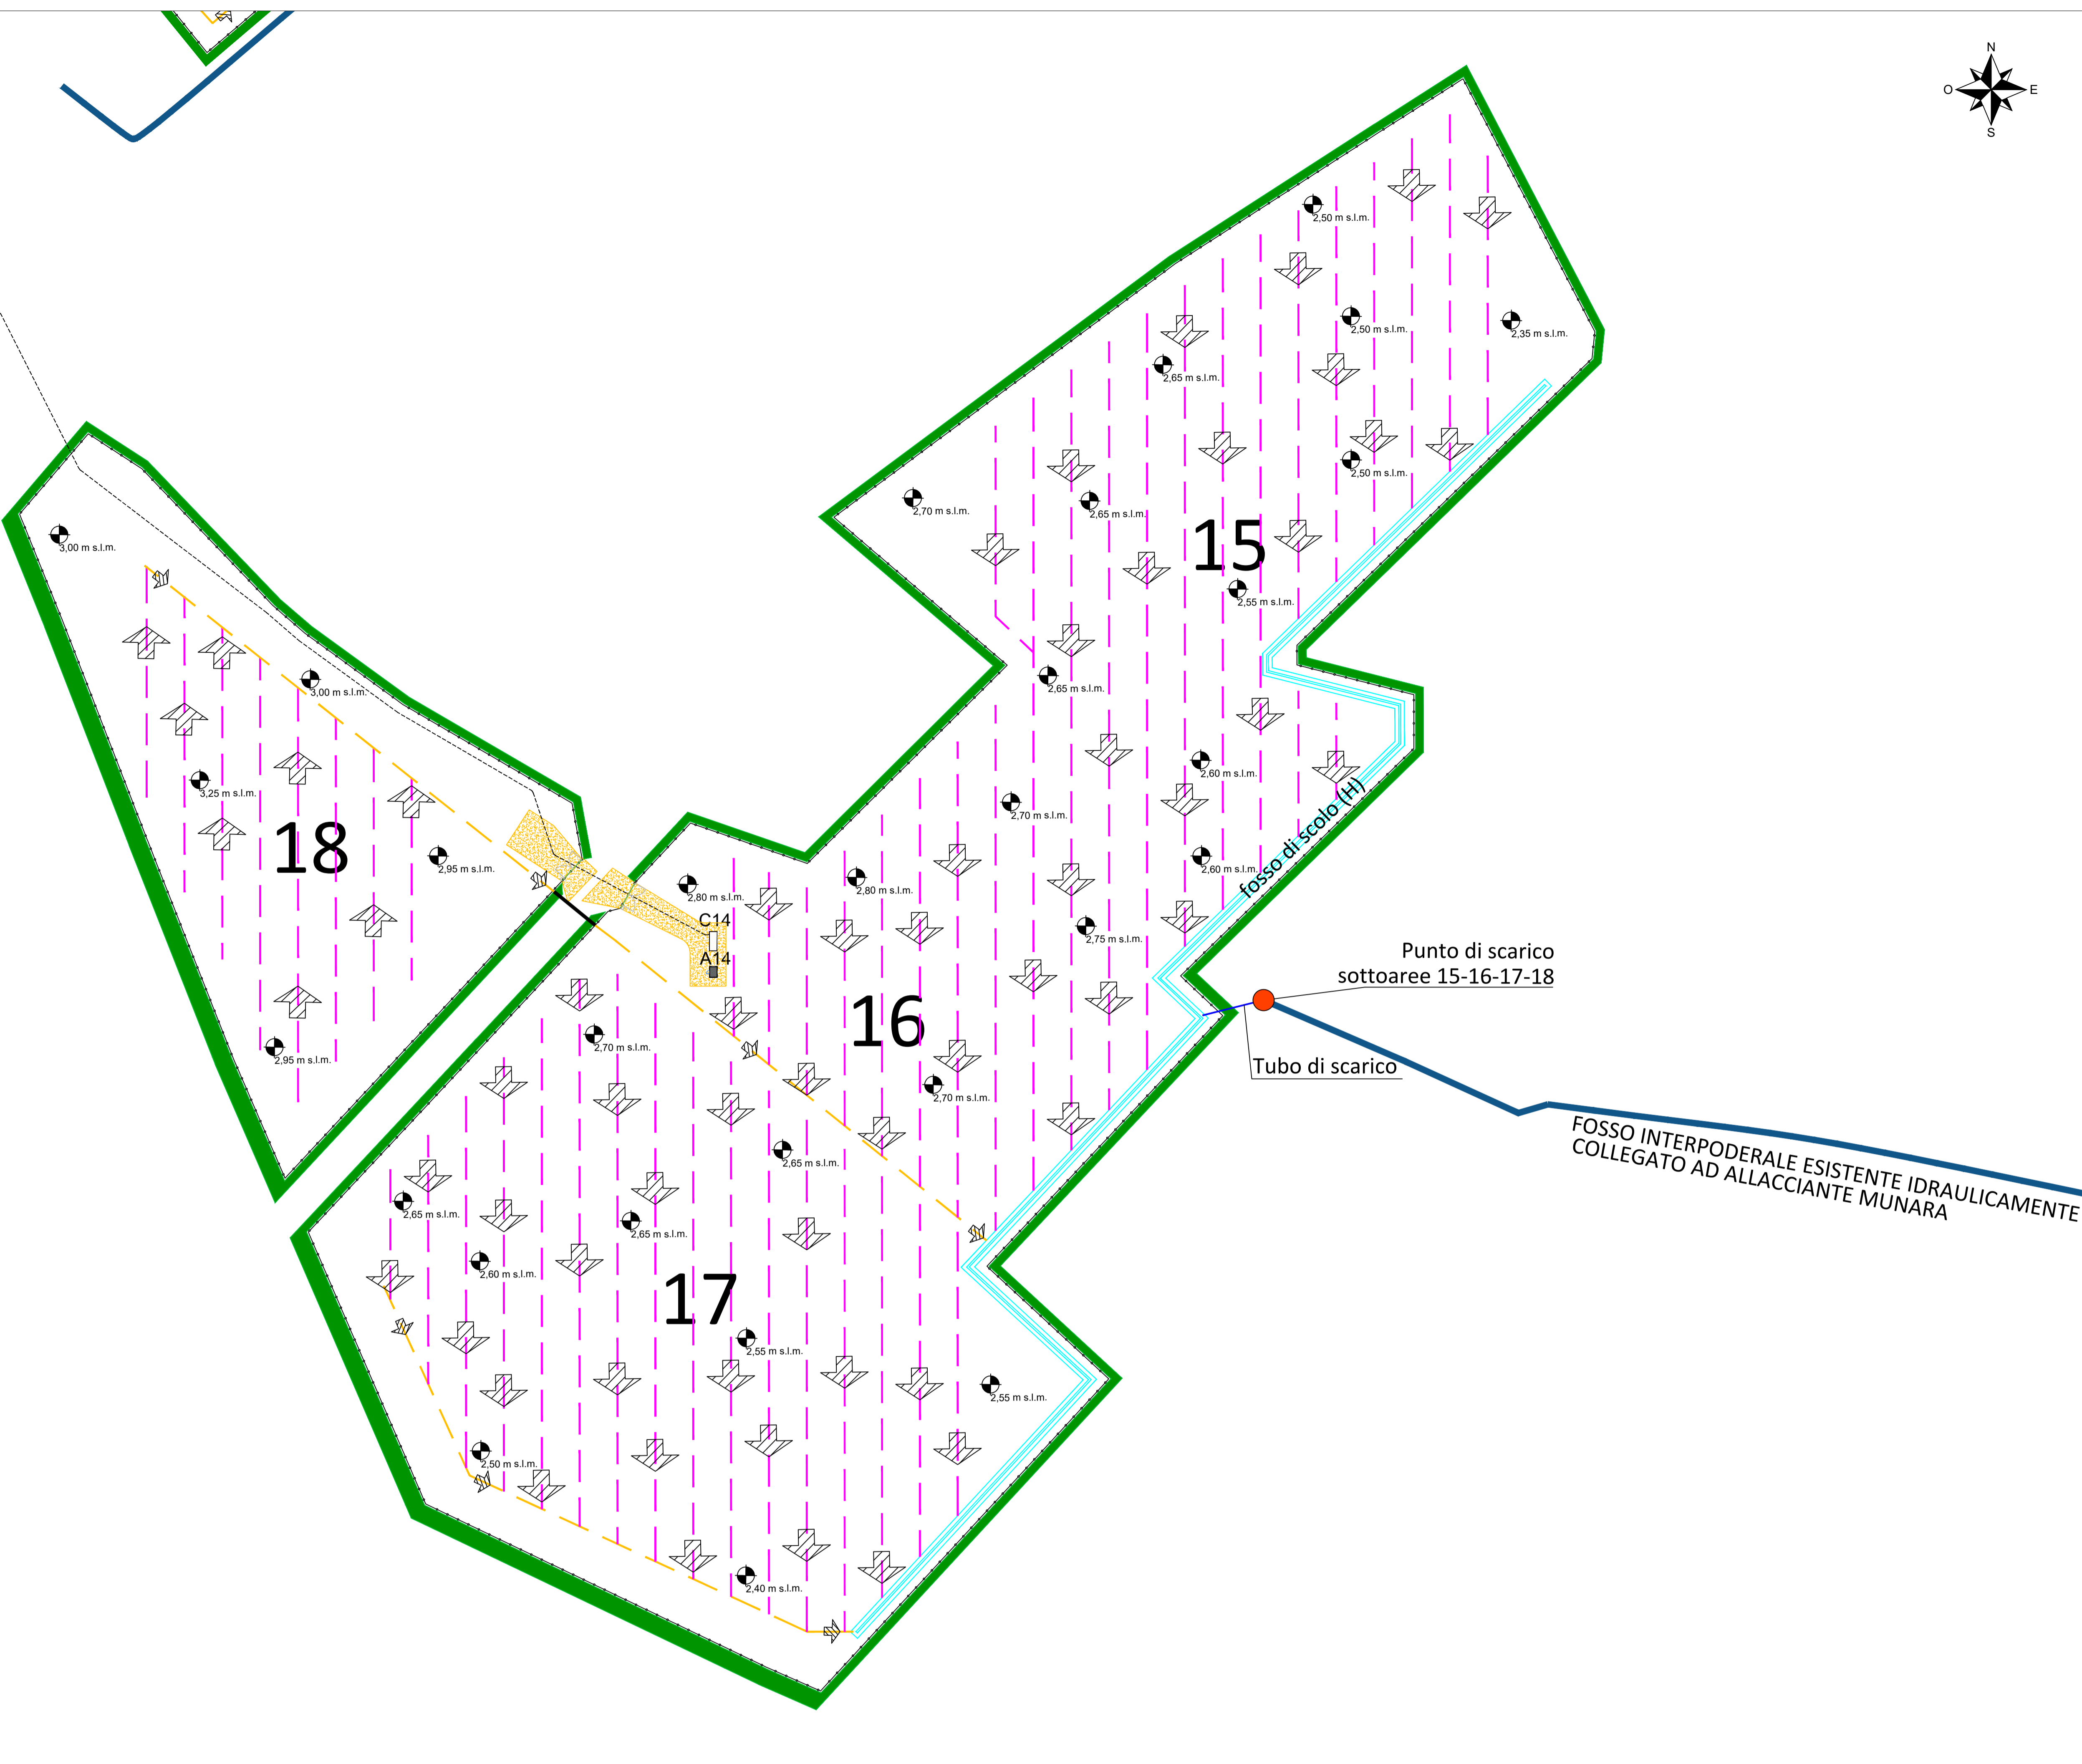 N
O
E
S
2,50 m s.l.m.
2,50 m s.l.m.
2,35 m s.l.m.
2,65 m s.l.m.
2,50 m s.l.m.
2,70 m s.l.m.
2,65 m s.l.m.
15
3,00 m s.l.m.
2,55 m s.l.m.
3,00 m s.l.m.
2,65 m s.l.m.
2,60 m s.l.m.
3,25 m s.l.m.
2,70 m s.l.m.
fosso di scolo (H)
18
2,95 m s.l.m.
2,60 m s.l.m.
2,80 m s.l.m.
2,80 m s.l.m.
C14
2,75 m s.l.m.
A14
Punto di scarico
sottoaree 15-16-17-18
16
2,70 m s.l.m.
2,95 m s.l.m.
Tubo di scarico
2,70 m s.l.m.
FOSSO INTERPODERALE ESISTENTE IDRAULICAMENTE
COLLEGATO AD ALLACCIANTE MUNARA
2,65 m s.l.m.
2,65 m s.l.m.
2,65 m s.l.m.
2,60 m s.l.m.
17
2,55 m s.l.m.
2,55 m s.l.m.
2,50 m s.l.m.
2,40 m s.l.m.